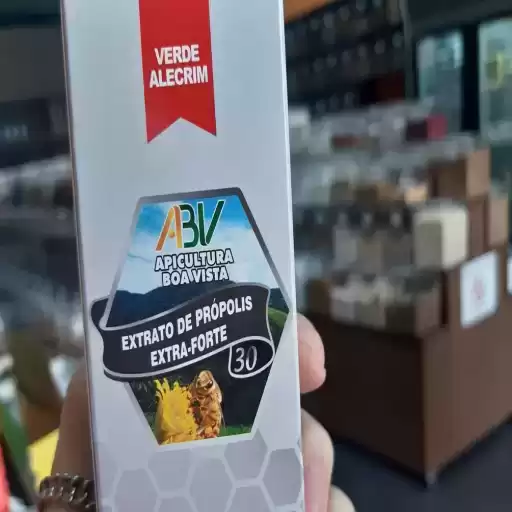 VERDE
ALECRIM
ABV
APICULTURA
BOA VISTA
EXTRATO DE PRÓPOLIS
EXTRA-FORTE
30